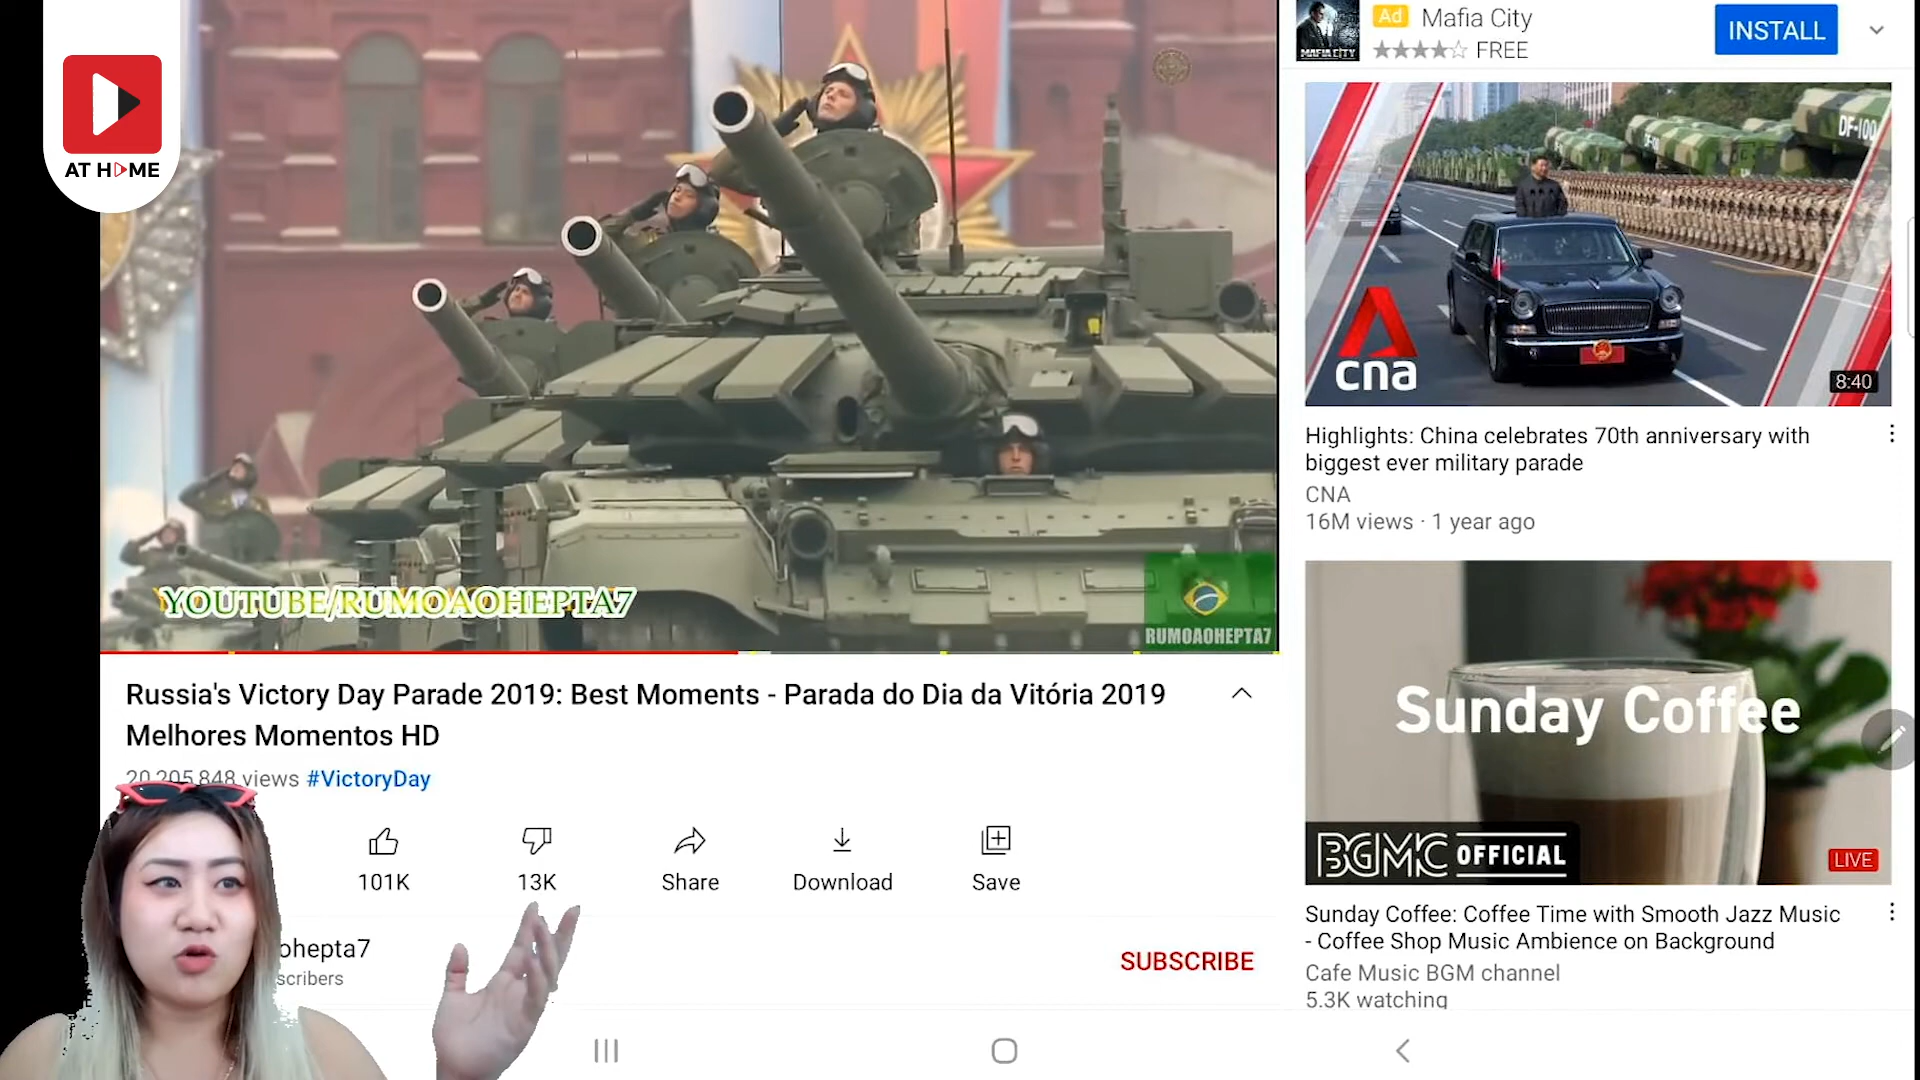 AT HOME
YOUTUBE/RUMOAOHEPTA7
RUMOAOHEPTA7
Russia's Victory Day Parade 2019: Best Moments - Parada do Dia da Vitória 2019
Melhores Momentos HD
20,205,848 views #VictoryDay
101K
13K
Share
Download
Save
ohepta7
scribers
SUBSCRIBE
MAFIA CITY
Ad Mafia City
FREE
INSTALL
DF-100
cna
8:40
Highlights: China celebrates 70th anniversary with
biggest ever military parade
CNA
16M views · 1 year ago
Sunday Coffee
BGMC OFFICIAL
LIVE
Sunday Coffee: Coffee Time with Smooth Jazz Music
- Coffee Shop Music Ambience on Background
Cafe Music BGM channel
5.3K watching